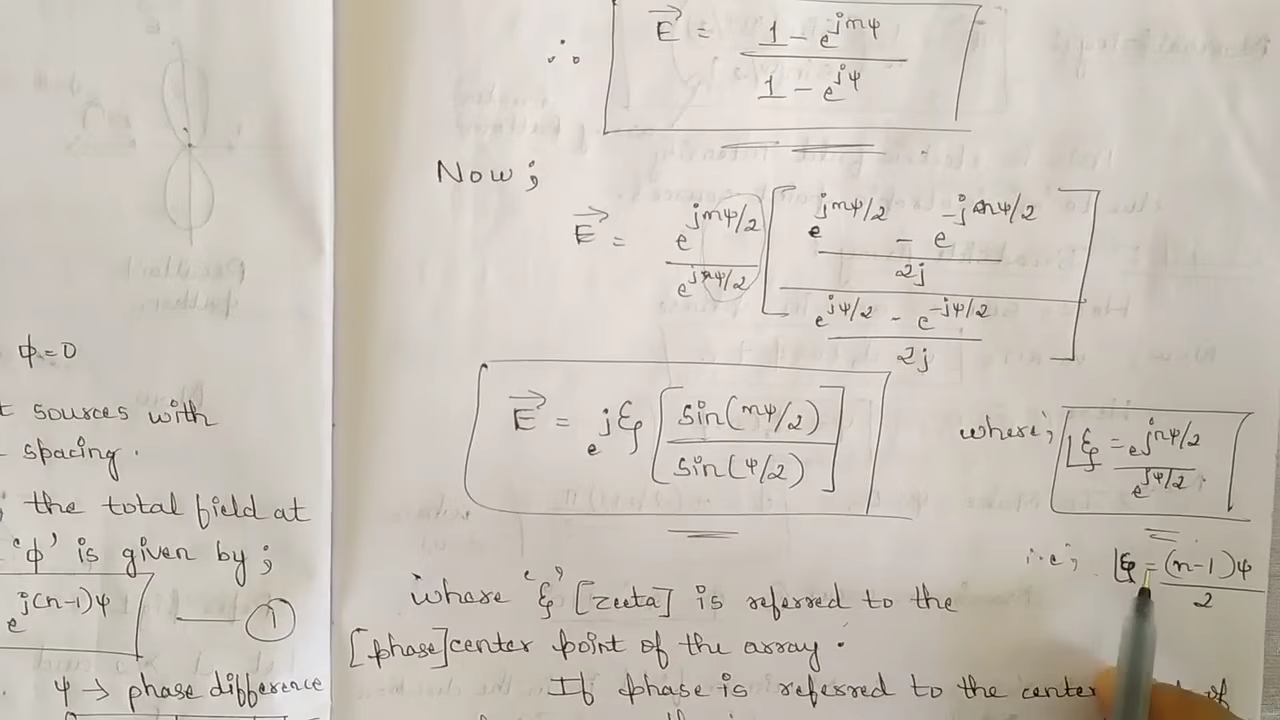 ∴ E⃗ = (1 - e^{jnψ}) / (1 - e^{jψ})
Now;
E⃗ = e^{jnψ/2} / e^{jψ/2} [ ((e^{jnψ/2} - e^{-jnψ/2}) / 2j) / ((e^{jψ/2} - e^{-jψ/2}) / 2j) ]
E⃗ = e^{jξ} [ sin(nψ/2) / sin(ψ/2) ]
where; ξ = e^{jnψ/2} / e^{jψ/2}
i.e; ξ = (n-1)ψ / 2
where 'ξ' [zeeta] is referred to the
[phase] center point of the array.
If phase is referred to the center of
ϕ=0
sources with
spacing.
the total field at
'ϕ' is given by;
e^{j(n-1)ψ} — ①
ψ → phase difference